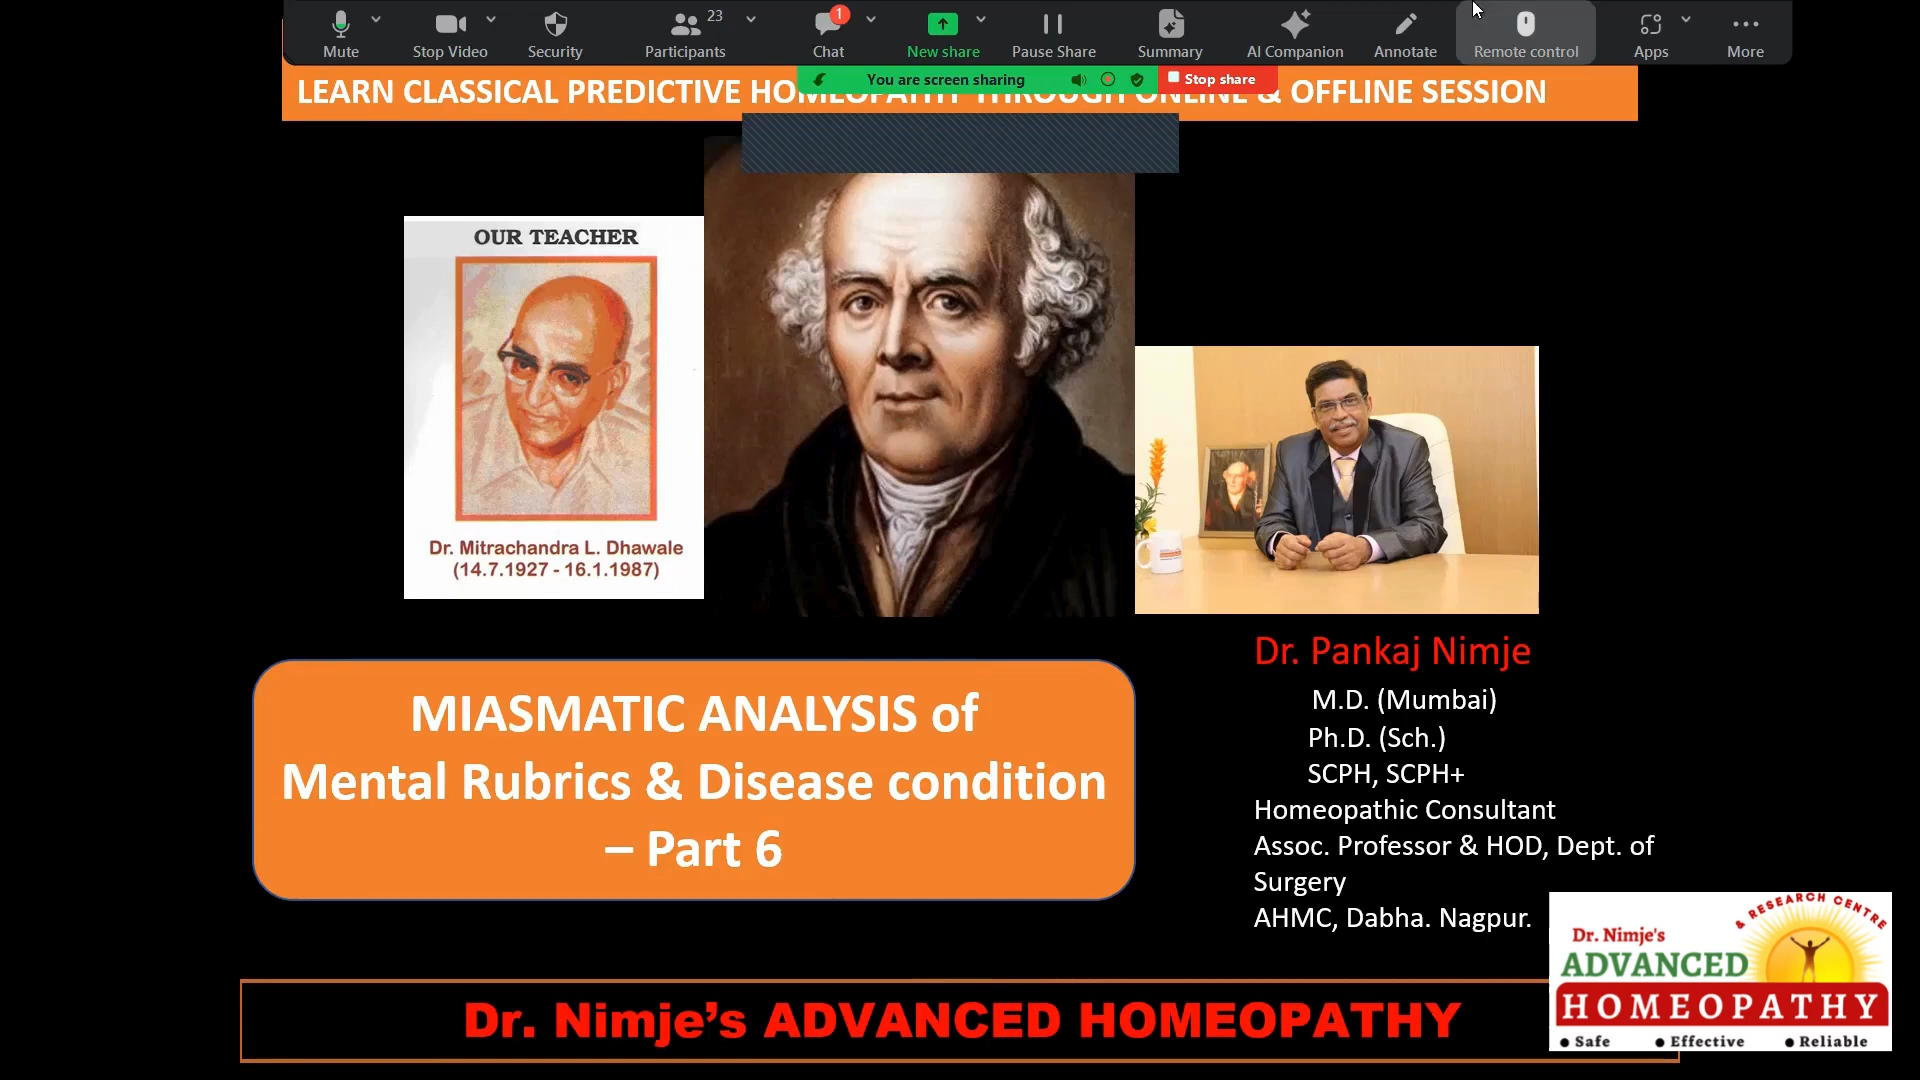 23
1
Mute
Stop Video
Security
Participants
Chat
New share
Pause Share
Summary
AI Companion
Annotate
Remote control
Apps
More
You are screen sharing
Stop share
LEARN CLASSICAL PREDICTIVE HOMEOPATHY THROUGH ONLINE & OFFLINE SESSION
OUR TEACHER
Dr. Mitrachandra L. Dhawale
(14.7.1927 - 16.1.1987)
MIASMATIC ANALYSIS of
Mental Rubrics & Disease condition
– Part 6
Dr. Pankaj Nimje
M.D. (Mumbai)
Ph.D. (Sch.)
SCPH, SCPH+
Homeopathic Consultant
Assoc. Professor & HOD, Dept. of
Surgery
AHMC, Dabha. Nagpur.
& RESEARCH CENTRE
Dr. Nimje's
ADVANCED
HOMEOPATHY
● Safe ● Effective ● Reliable
Dr. Nimje’s ADVANCED HOMEOPATHY